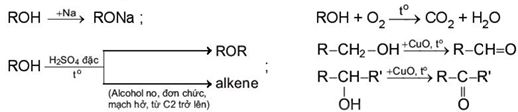 ROH +Na → RONa ;
ROH H₂SO₄ đặc t° → ROR
→ alkene ;
(Alcohol no, đơn chức,
mạch hở, từ C2 trở lên)
ROH + O₂ t° → CO₂ + H₂O
R–CH₂–OH +CuO, t° → R–CH=O
R–CH–R' +CuO, t° → R–C–R'
OH O